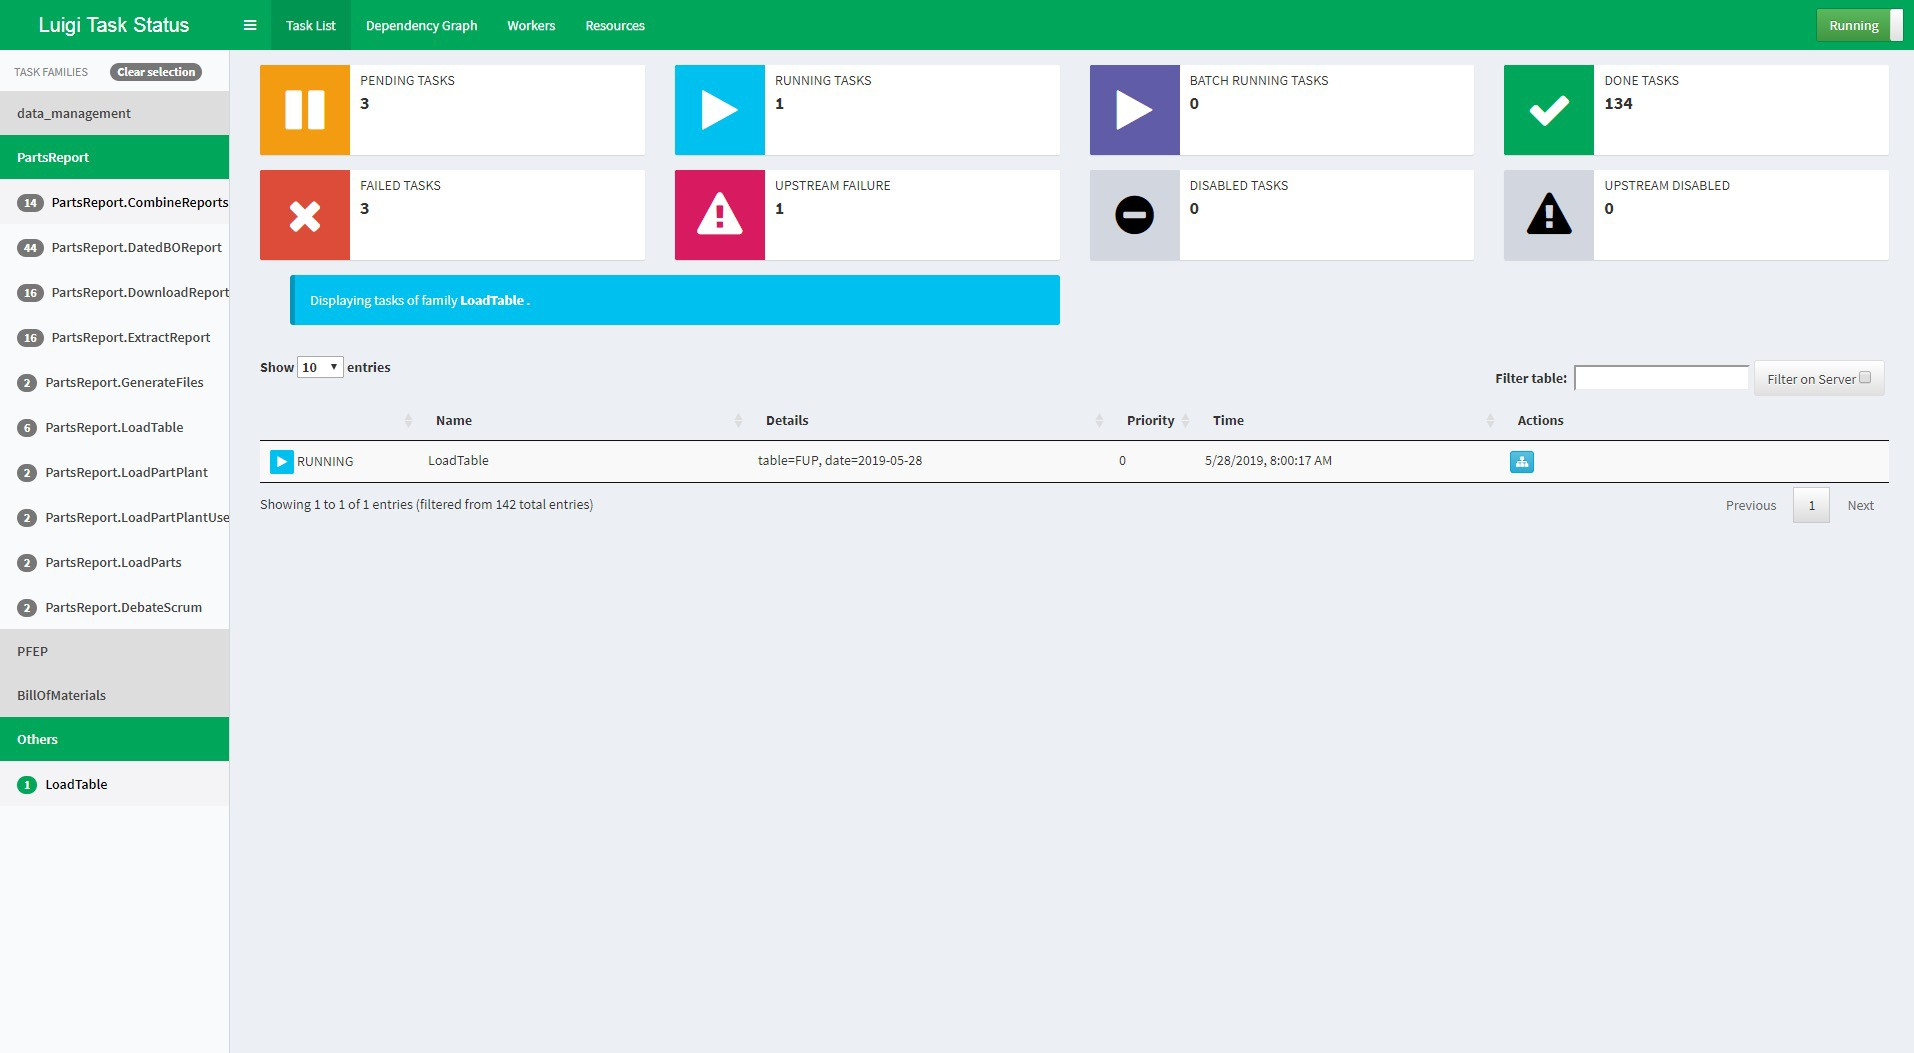 Luigi Task Status
Task List
Dependency Graph
Workers
Resources
Running
TASK FAMILIES
Clear selection
data_management
PartsReport
14 PartsReport.CombineReports
44 PartsReport.DatedBOReport
16 PartsReport.DownloadReport
16 PartsReport.ExtractReport
2 PartsReport.GenerateFiles
6 PartsReport.LoadTable
2 PartsReport.LoadPartPlant
2 PartsReport.LoadPartPlantUse
2 PartsReport.LoadParts
2 PartsReport.DebateScrum
PFEP
BillOfMaterials
Others
1 LoadTable
PENDING TASKS
3
RUNNING TASKS
1
BATCH RUNNING TASKS
0
DONE TASKS
134
FAILED TASKS
3
UPSTREAM FAILURE
1
DISABLED TASKS
0
UPSTREAM DISABLED
0
Displaying tasks of family LoadTable .
Show 10 entries
Filter table:
Filter on Server
Name Details Priority Time Actions
RUNNING LoadTable table=FUP, date=2019-05-28 0 5/28/2019, 8:00:17 AM
Showing 1 to 1 of 1 entries (filtered from 142 total entries)
Previous 1 Next